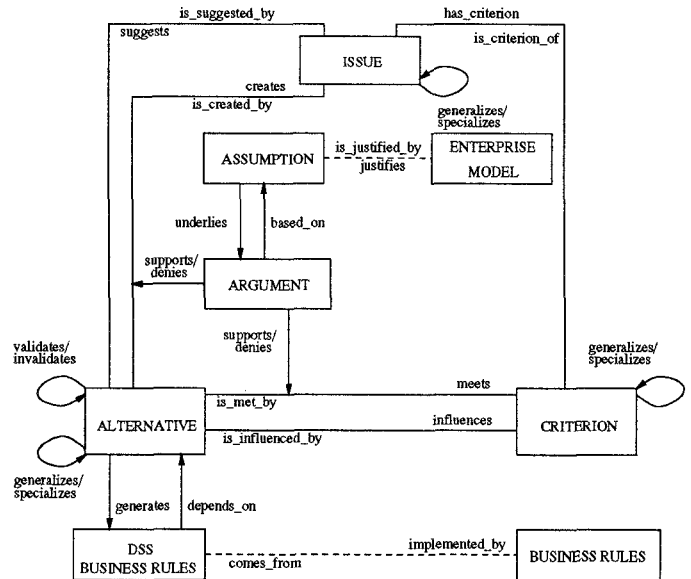 is_suggested_by
has_criterion
suggests
is_criterion_of
ISSUE
creates
is_created_by
generalizes/
specializes
ASSUMPTION
is_justified_by
justifies
ENTERPRISE
MODEL
underlies
based_on
supports/
denies
ARGUMENT
supports/
denies
validates/
invalidates
generalizes/
specializes
meets
is_met_by
ALTERNATIVE
influences
is_influenced_by
CRITERION
generalizes/
specializes
generates
depends_on
DSS
BUSINESS RULES
implemented_by
comes_from
BUSINESS RULES